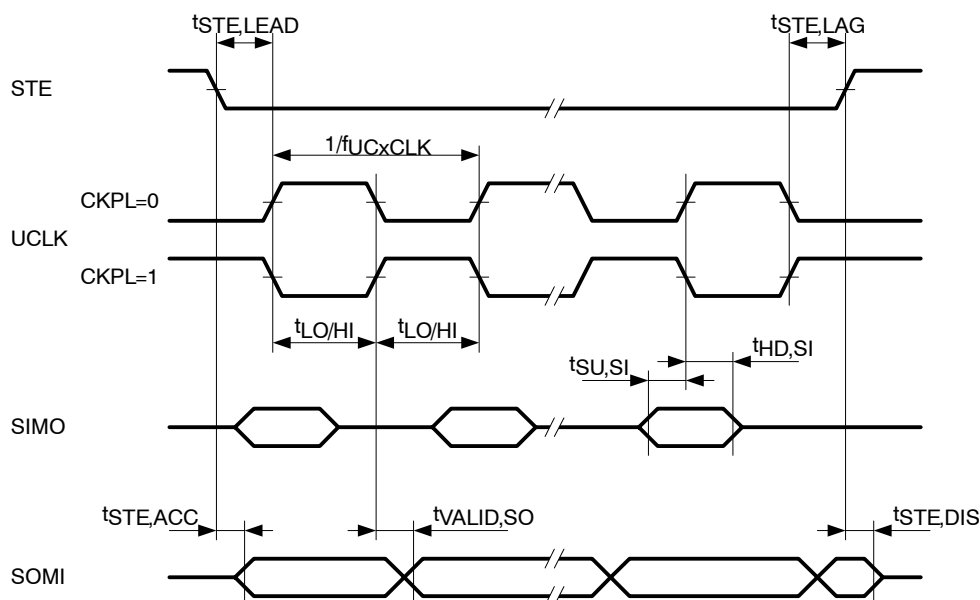 tSTE,LEAD
tSTE,LAG
STE
1/fUCxCLK
CKPL=0
UCLK
CKPL=1
tLO/HI
tLO/HI
tHD,SI
tSU,SI
SIMO
tSTE,ACC
tVALID,SO
tSTE,DIS
SOMI